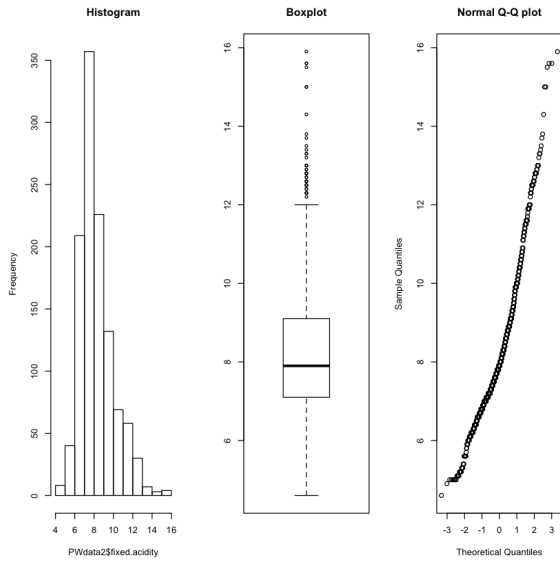 Histogram
Frequency
0 50 100 150 200 250 300 350
4 6 8 10 12 14 16
PWdata2$fixed.acidity
Boxplot
6 8 10 12 14 16
Normal Q-Q plot
Sample Quantiles
6 8 10 12 14 16
-3 -2 -1 0 1 2 3
Theoretical Quantiles